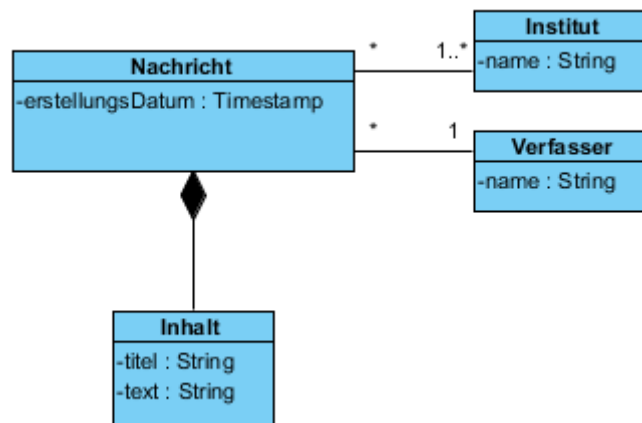 Nachricht
-erstellungsDatum : Timestamp
* 1..*
Institut
-name : String
* 1
Verfasser
-name : String
Inhalt
-titel : String
-text : String